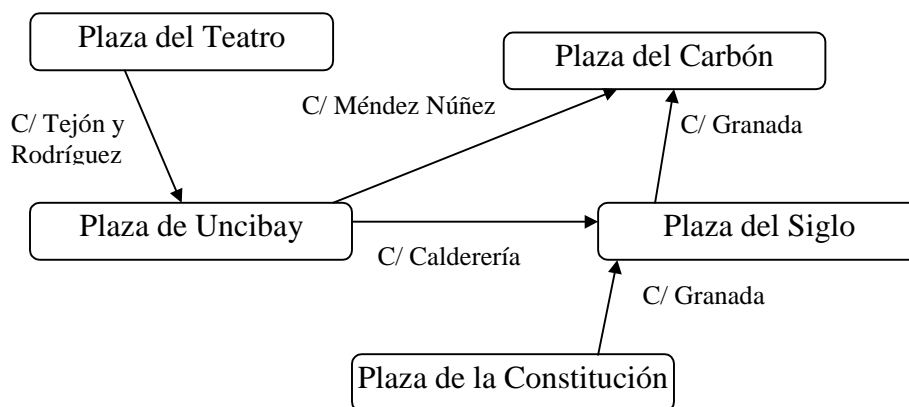 Plaza del Teatro
Plaza del Carbón
C/ Méndez Núñez
C/ Tejón y
Rodríguez
C/ Granada
Plaza de Uncibay
Plaza del Siglo
C/ Calderería
C/ Granada
Plaza de la Constitución